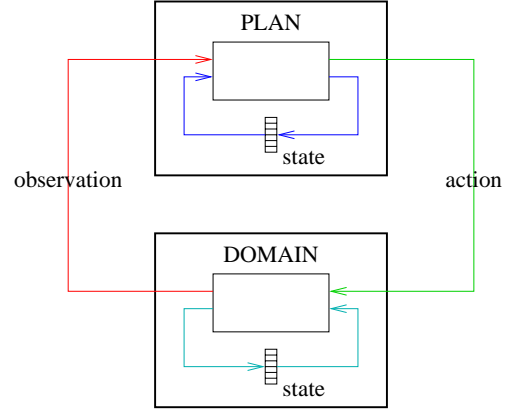 PLAN
state
observation
action
DOMAIN
state